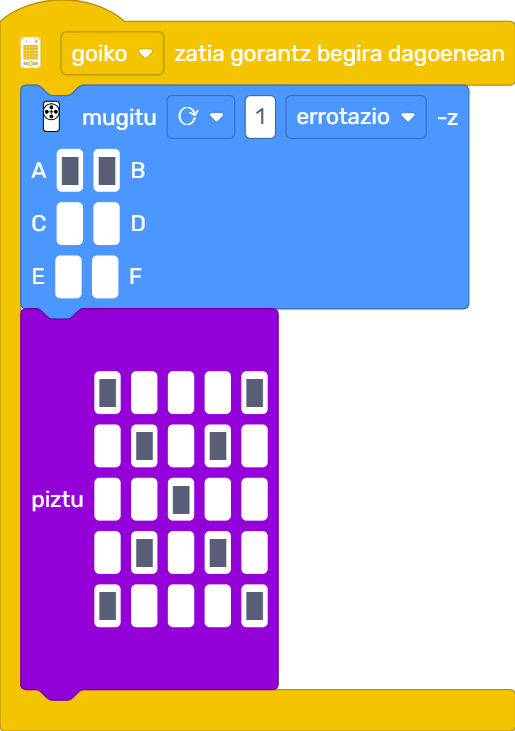 goiko zatia gorantz begira dagoenean
mugitu 1 errotazio -z
A B
C D
E F
piztu